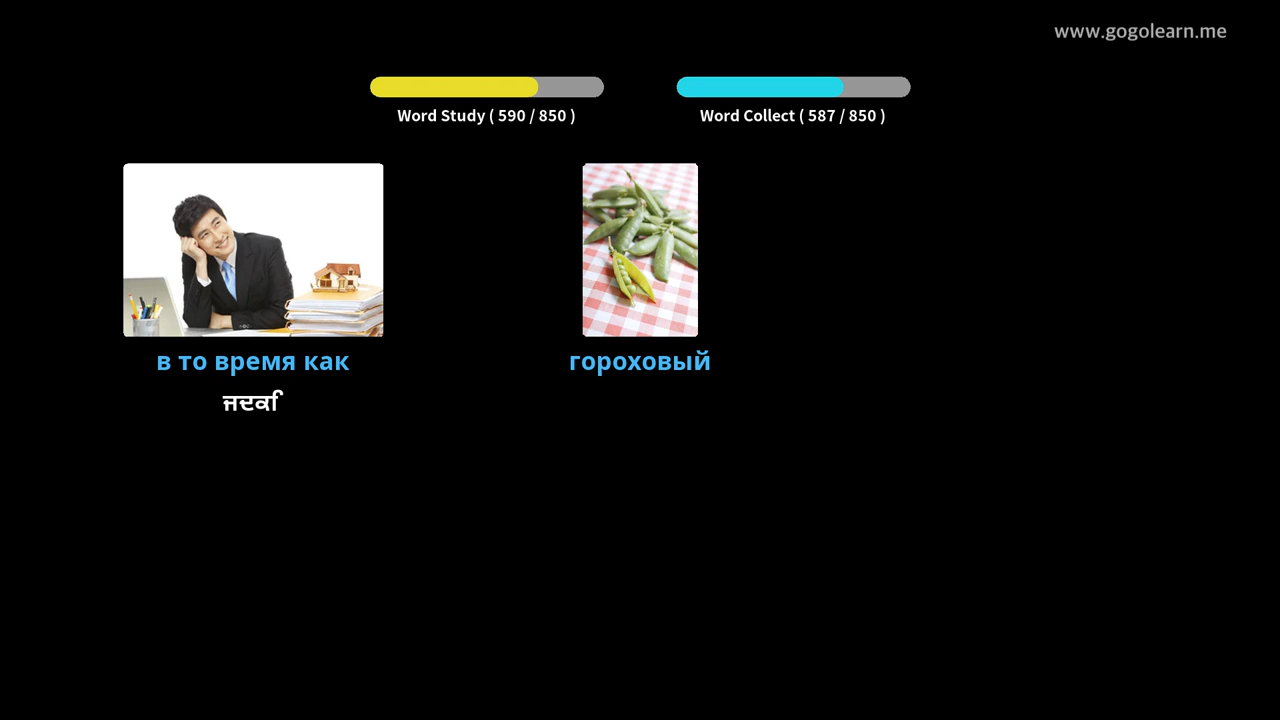 www.gogolearn.me
Word Study ( 590 / 850 )
Word Collect ( 587 / 850 )
в то время как
гороховый
ਜਦਕਿ